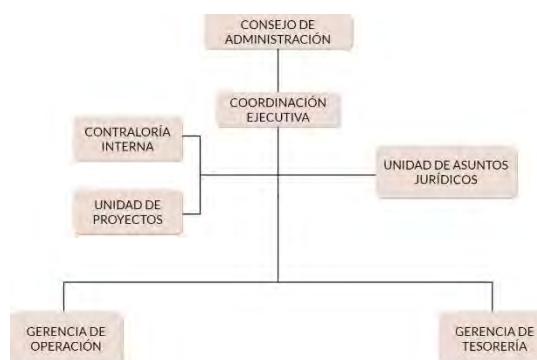 CONSEJO DE
ADMINISTRACIÓN
COORDINACIÓN
EJECUTIVA
CONTRALORÍA
INTERNA
UNIDAD DE ASUNTOS
JURÍDICOS
UNIDAD DE
PROYECTOS
GERENCIA DE
OPERACIÓN
GERENCIA DE
TESORERÍA